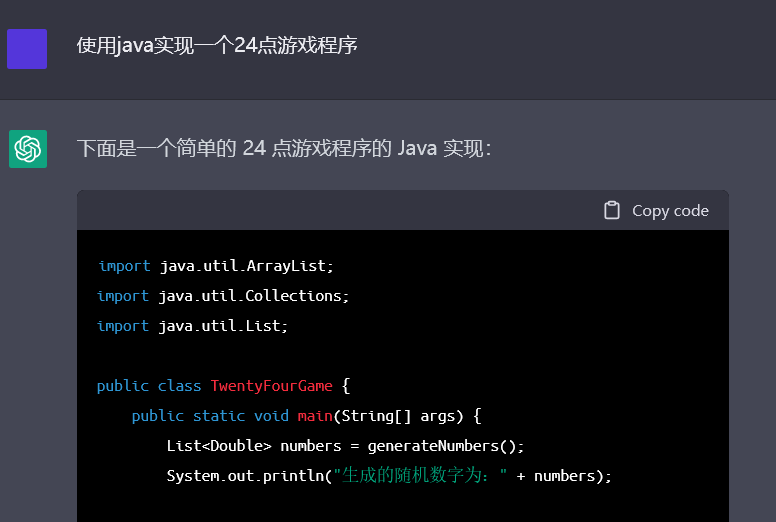 使用java实现一个24点游戏程序
下面是一个简单的 24 点游戏程序的 Java 实现：
Copy code
import java.util.ArrayList;
import java.util.Collections;
import java.util.List;
public class TwentyFourGame {
    public static void main(String[] args) {
        List<Double> numbers = generateNumbers();
        System.out.println("生成的随机数字为：" + numbers);